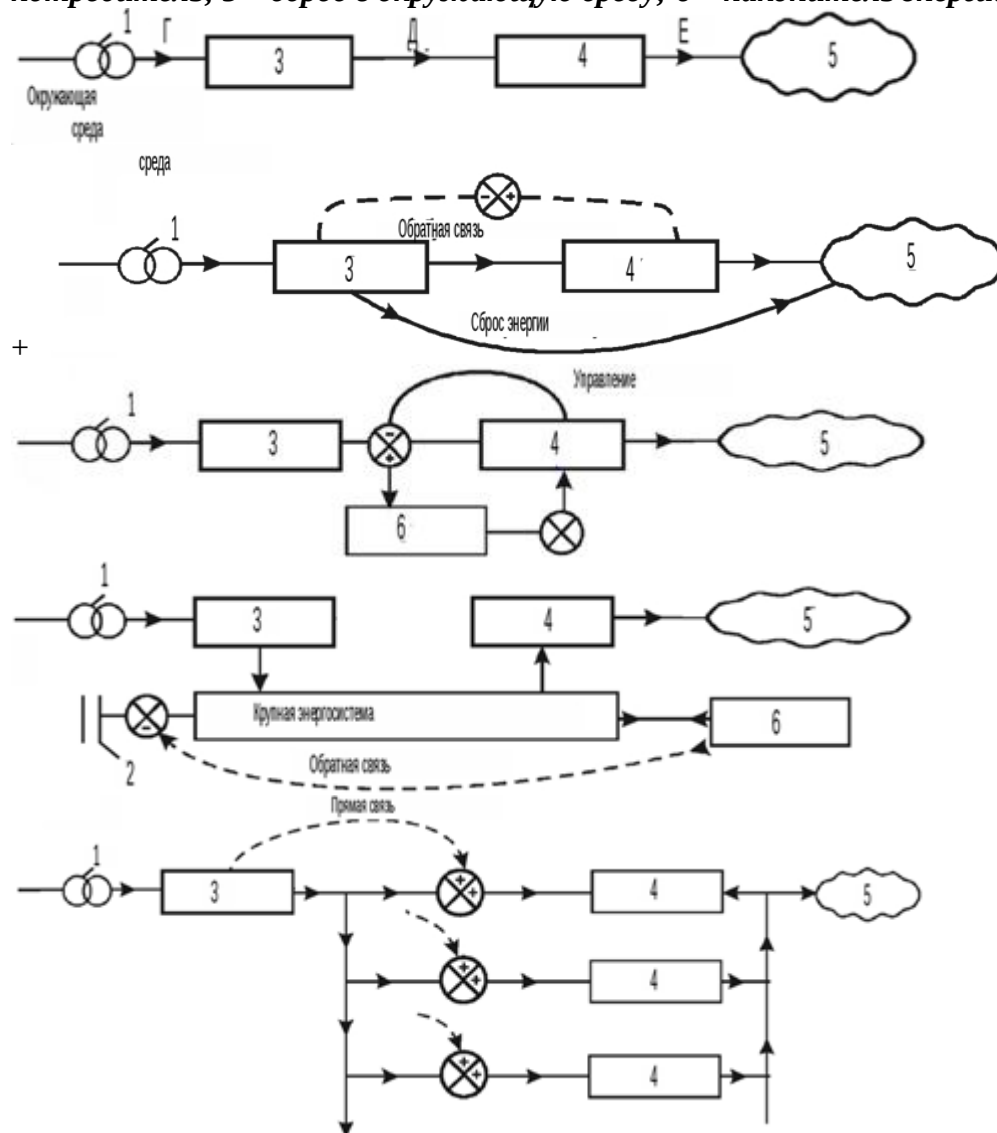 потребитель; 5 – сброс в окружающую среду; 6 – накопитель энерги
1 Г 3 Д 4 Е 5
Окружающая
среда
среда
1 3 Обратная связь - + 4 5
Сброс энергии
+
Управление
1 3 - + 4 5
6
1 3 4 5
Крупная энергосистема 6
- 2
Обратная связь
Прямая связь
1 3 + + 4 5
+ + 4
+ + 4